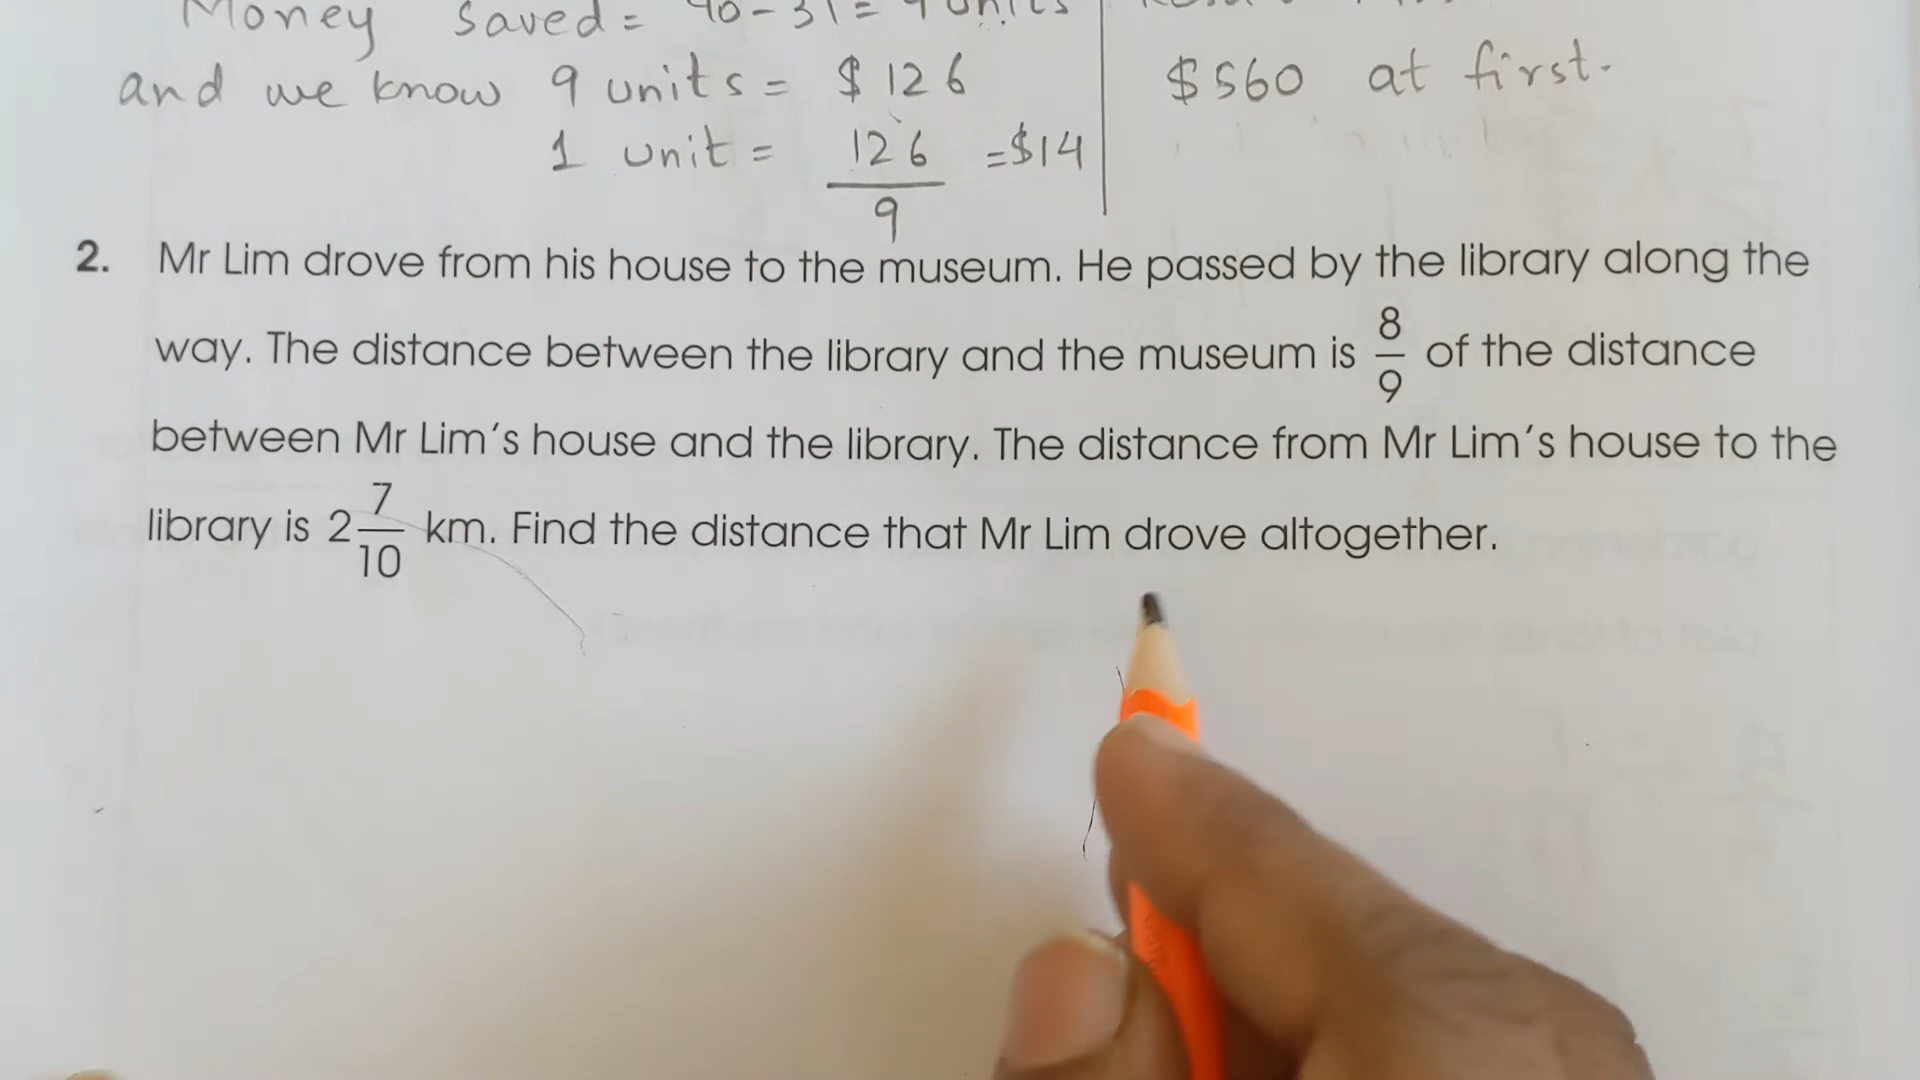 Money saved = 40 - 31 = 9 units
and we know 9 units = $126
1 unit = 126/9 = $14
$560 at first.
2. Mr Lim drove from his house to the museum. He passed by the library along the
way. The distance between the library and the museum is 8/9 of the distance
between Mr Lim's house and the library. The distance from Mr Lim's house to the
library is 2 7/10 km. Find the distance that Mr Lim drove altogether.